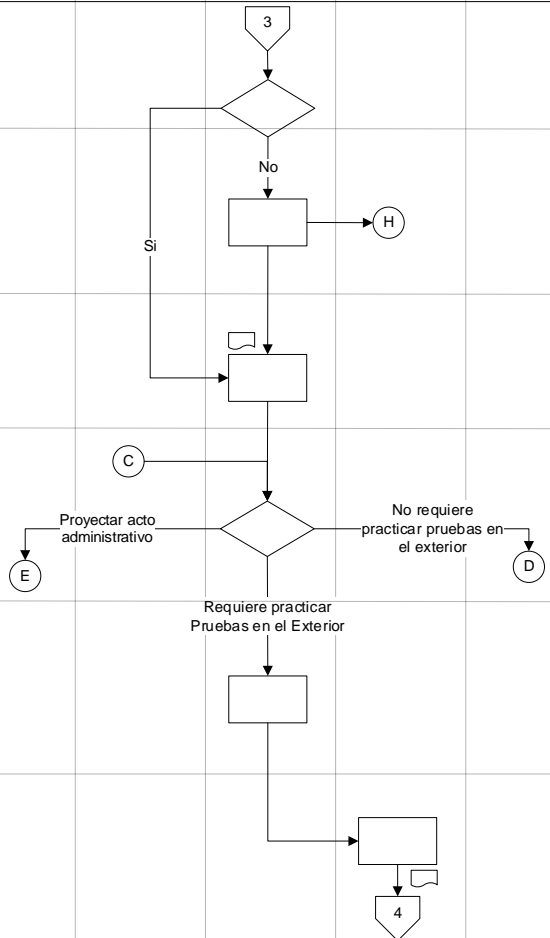 3
No
H
Si
C
Proyectar acto
administrativo
No requiere
practicar pruebas en
el exterior
E
D
Requiere practicar
Pruebas en el Exterior
4